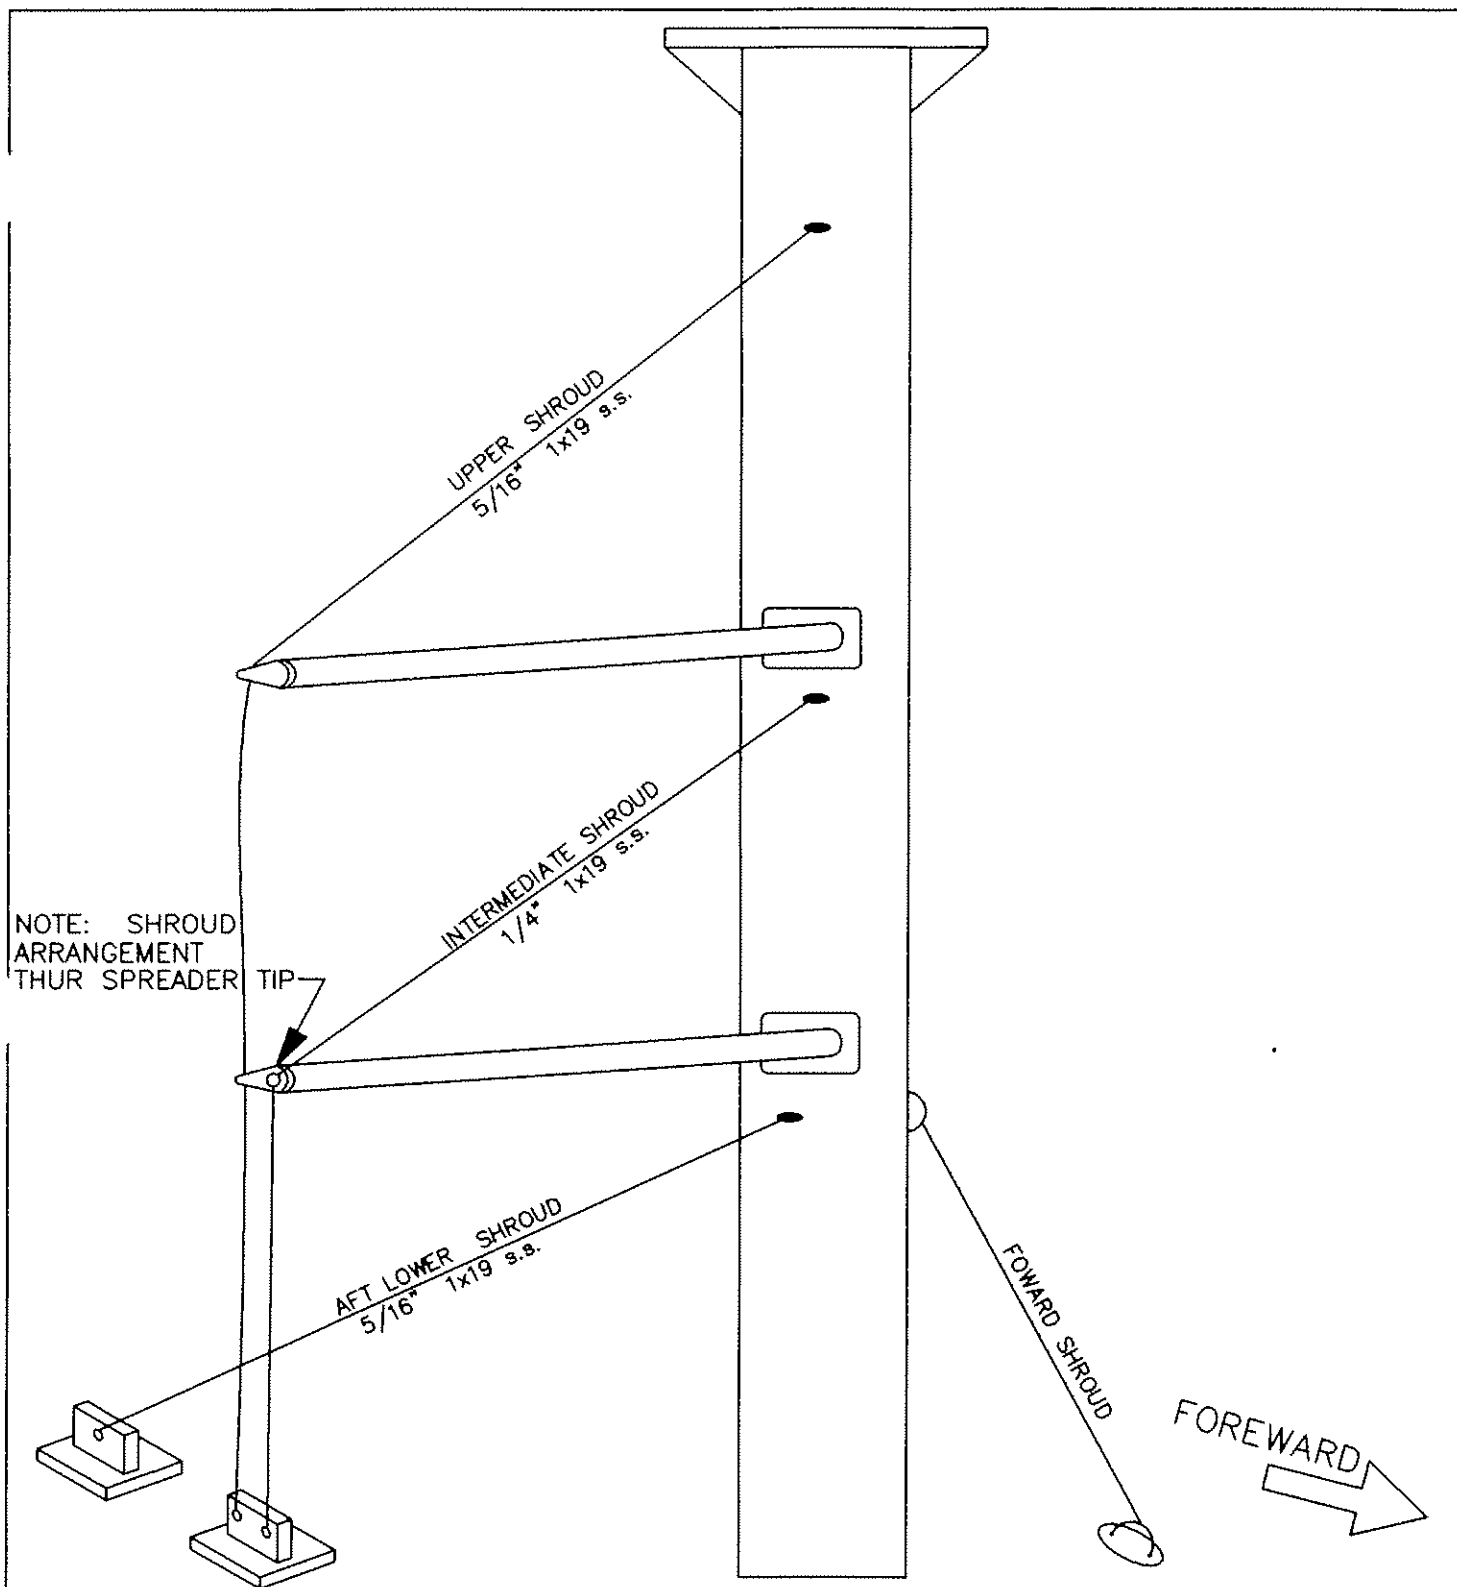 UPPER SHROUD
5/16" 1x19 s.s.
INTERMEDIATE SHROUD
1/4" 1x19 s.s.
NOTE: SHROUD
ARRANGEMENT
THUR SPREADER TIP
AFT LOWER SHROUD
5/16" 1x19 s.s.
FOWARD SHROUD
FOREWARD